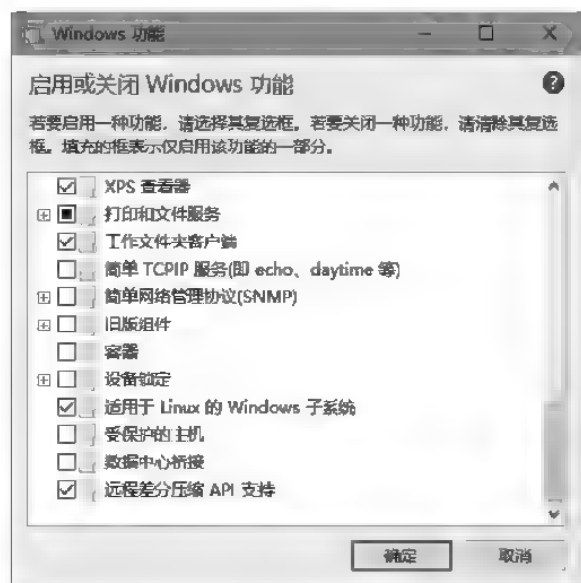 Windows 功能
启用或关闭 Windows 功能
若要启用一种功能，请选择其复选框。若要关闭一种功能，请清除其复选
框。填充的框表示仅启用该功能的一部分。
XPS 查看器
打印和文件服务
工作文件夹客户端
简单 TCPIP 服务(即 echo、daytime 等)
简单网络管理协议(SNMP)
旧版组件
容器
设备锁定
适用于 Linux 的 Windows 子系统
受保护的主机
数据中心桥接
远程差分压缩 API 支持
确定
取消